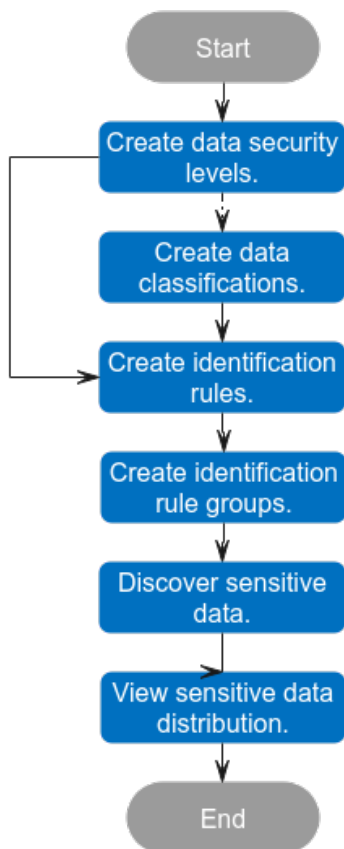 Start
Create data security
levels.
Create data
classifications.
Create identification
rules.
Create identification
rule groups.
Discover sensitive
data.
View sensitive data
distribution.
End